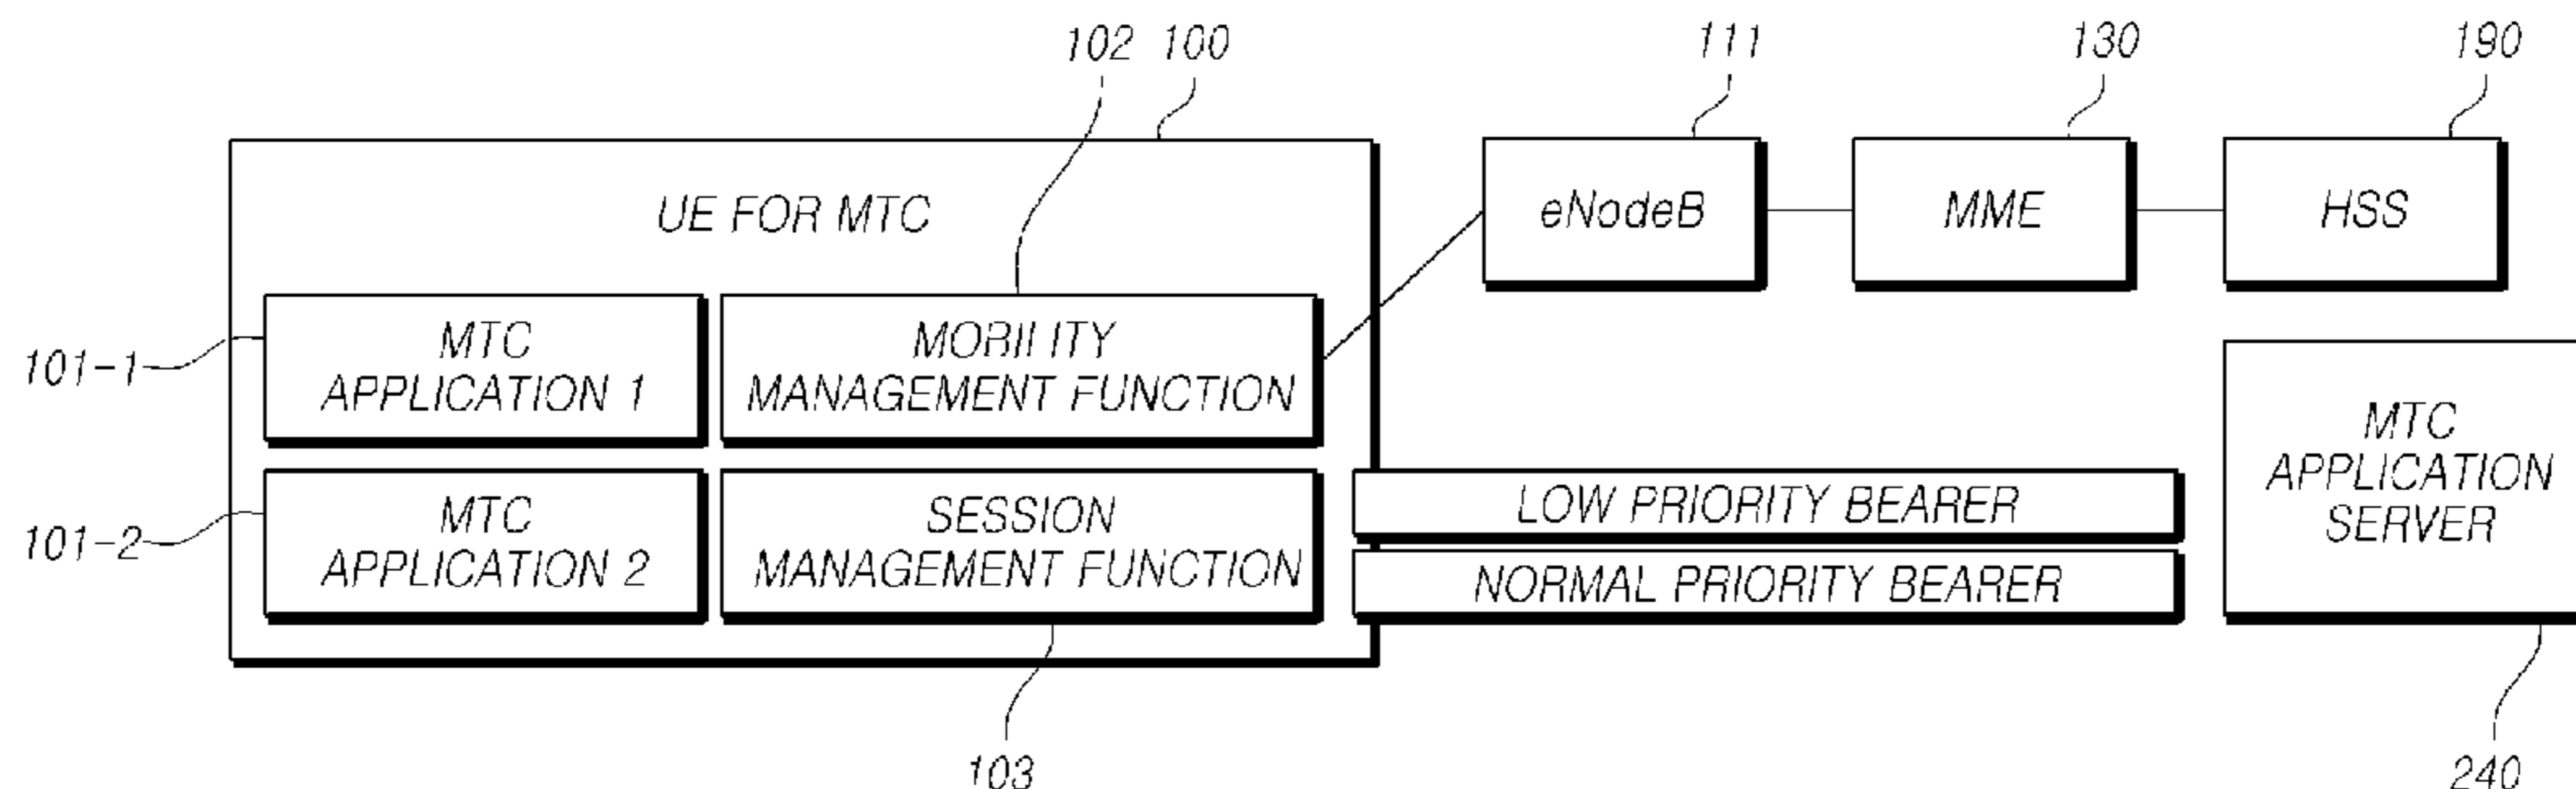 102 100 111 130 190
UE FOR MTC
eNodeB
MME
HSS
101-1
MTC
APPLICATION 1
MOBILITY
MANAGEMENT FUNCTION
101-2
MTC
APPLICATION 2
SESSION
MANAGEMENT FUNCTION
LOW PRIORITY BEARER
NORMAL PRIORITY BEARER
MTC
APPLICATION
SERVER
103
240